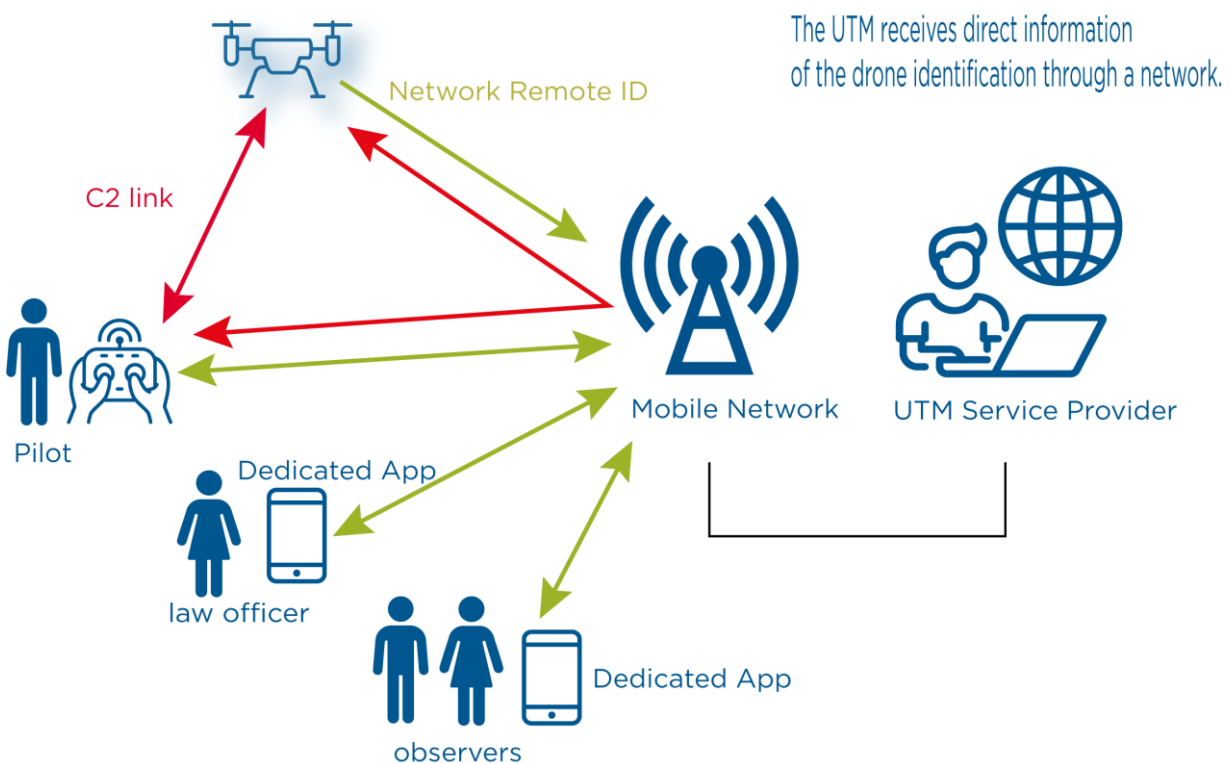 The UTM receives direct information
of the drone identification through a network.
Network Remote ID
C2 link
Mobile Network
UTM Service Provider
Pilot
Dedicated App
law officer
Dedicated App
observers